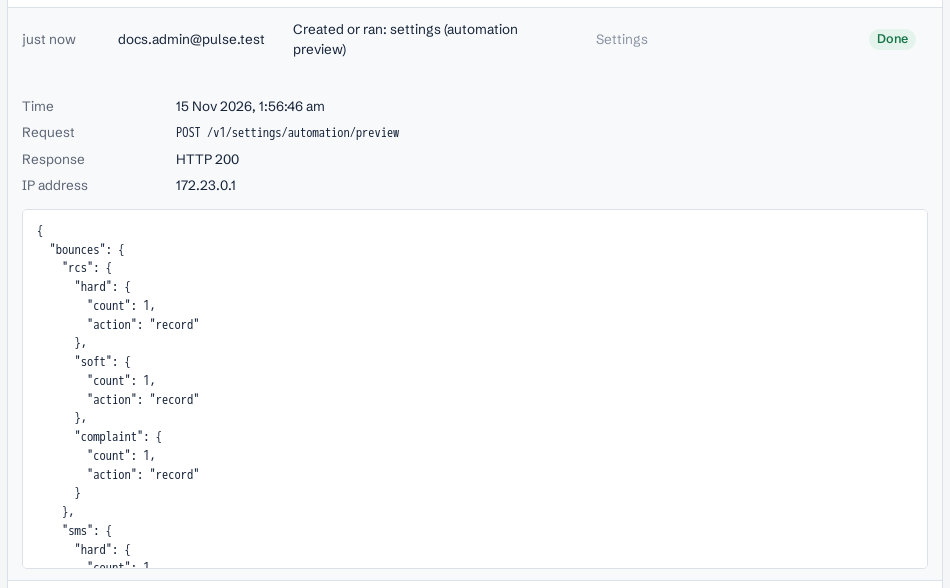 just now docs.admin@pulse.test Created or ran: settings (automation preview) Settings Done
Time 15 Nov 2026, 1:56:46 am
Request POST /v1/settings/automation/preview
Response HTTP 200
IP address 172.23.0.1
{
"bounces": {
"rcs": {
"hard": {
"count": 1,
"action": "record"
},
"soft": {
"count": 1,
"action": "record"
},
"complaint": {
"count": 1,
"action": "record"
}
},
"sms": {
"hard": {
"count": 1